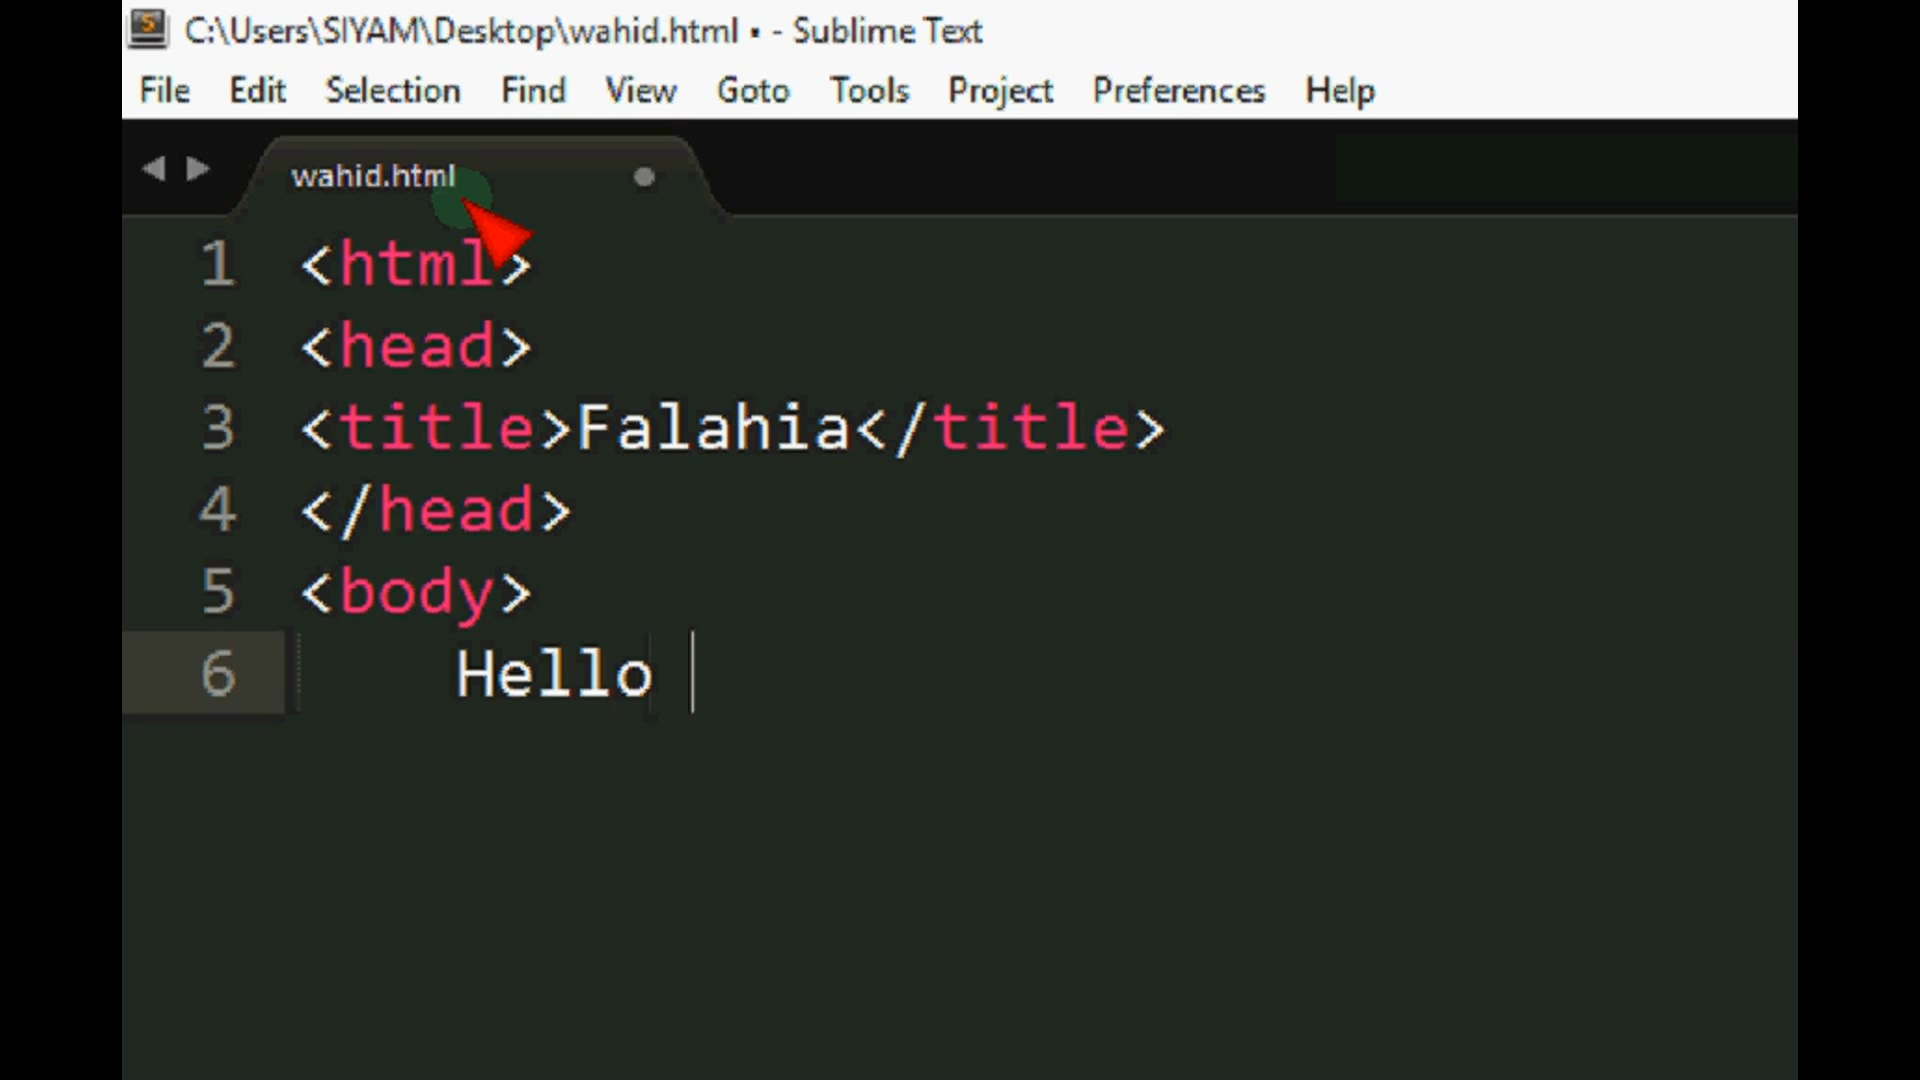 C:\Users\SIYAM\Desktop\wahid.html • - Sublime Text
File Edit Selection Find View Goto Tools Project Preferences Help
wahid.html
1 <html>
2 <head>
3 <title>Falahia</title>
4 </head>
5 <body>
6 Hello